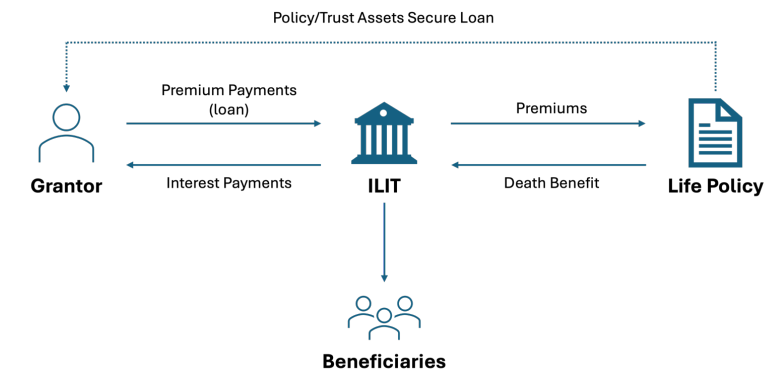 Policy/Trust Assets Secure Loan
Premium Payments
(loan)
Premiums
Interest Payments
Death Benefit
Grantor
ILIT
Life Policy
Beneficiaries